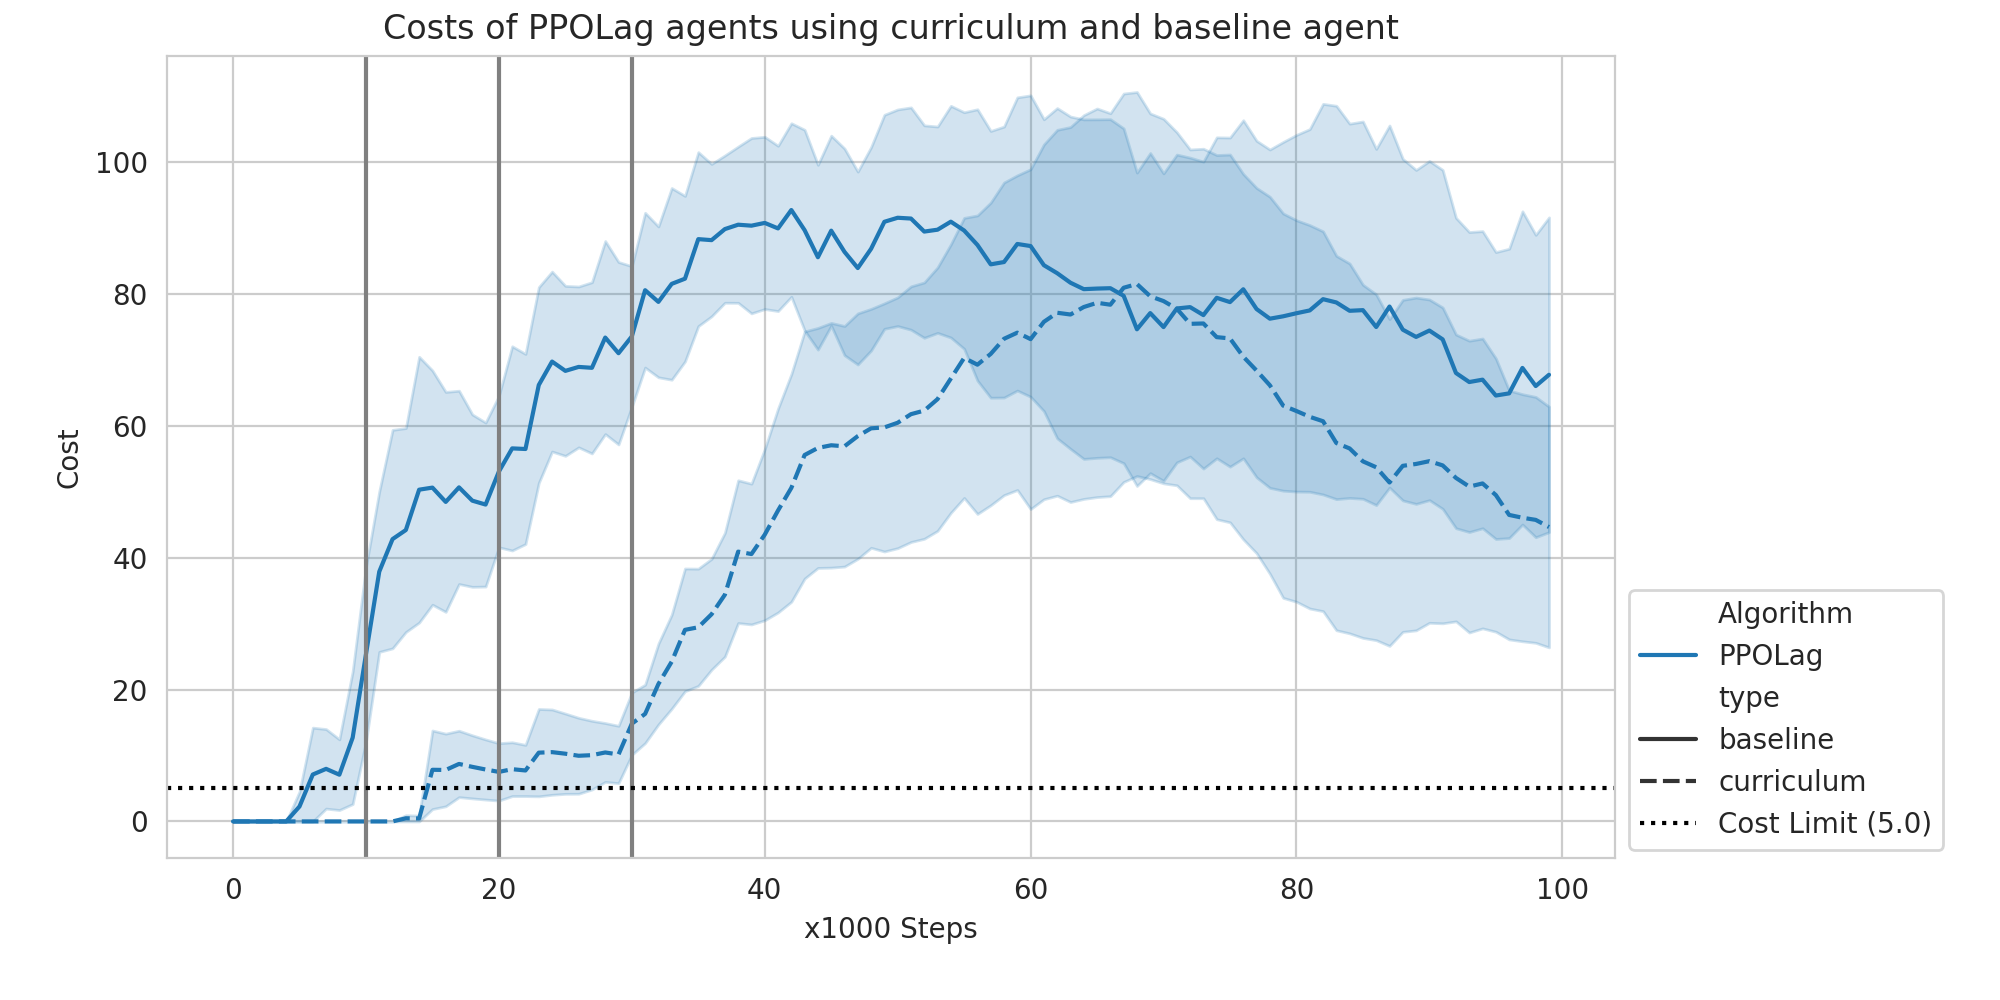 Costs of PPOLag agents using curriculum and baseline agent
Cost
100
80
60
40
20
0
0 20 40 60 80 100
x1000 Steps
Algorithm
PPOLag
type
baseline
curriculum
Cost Limit (5.0)